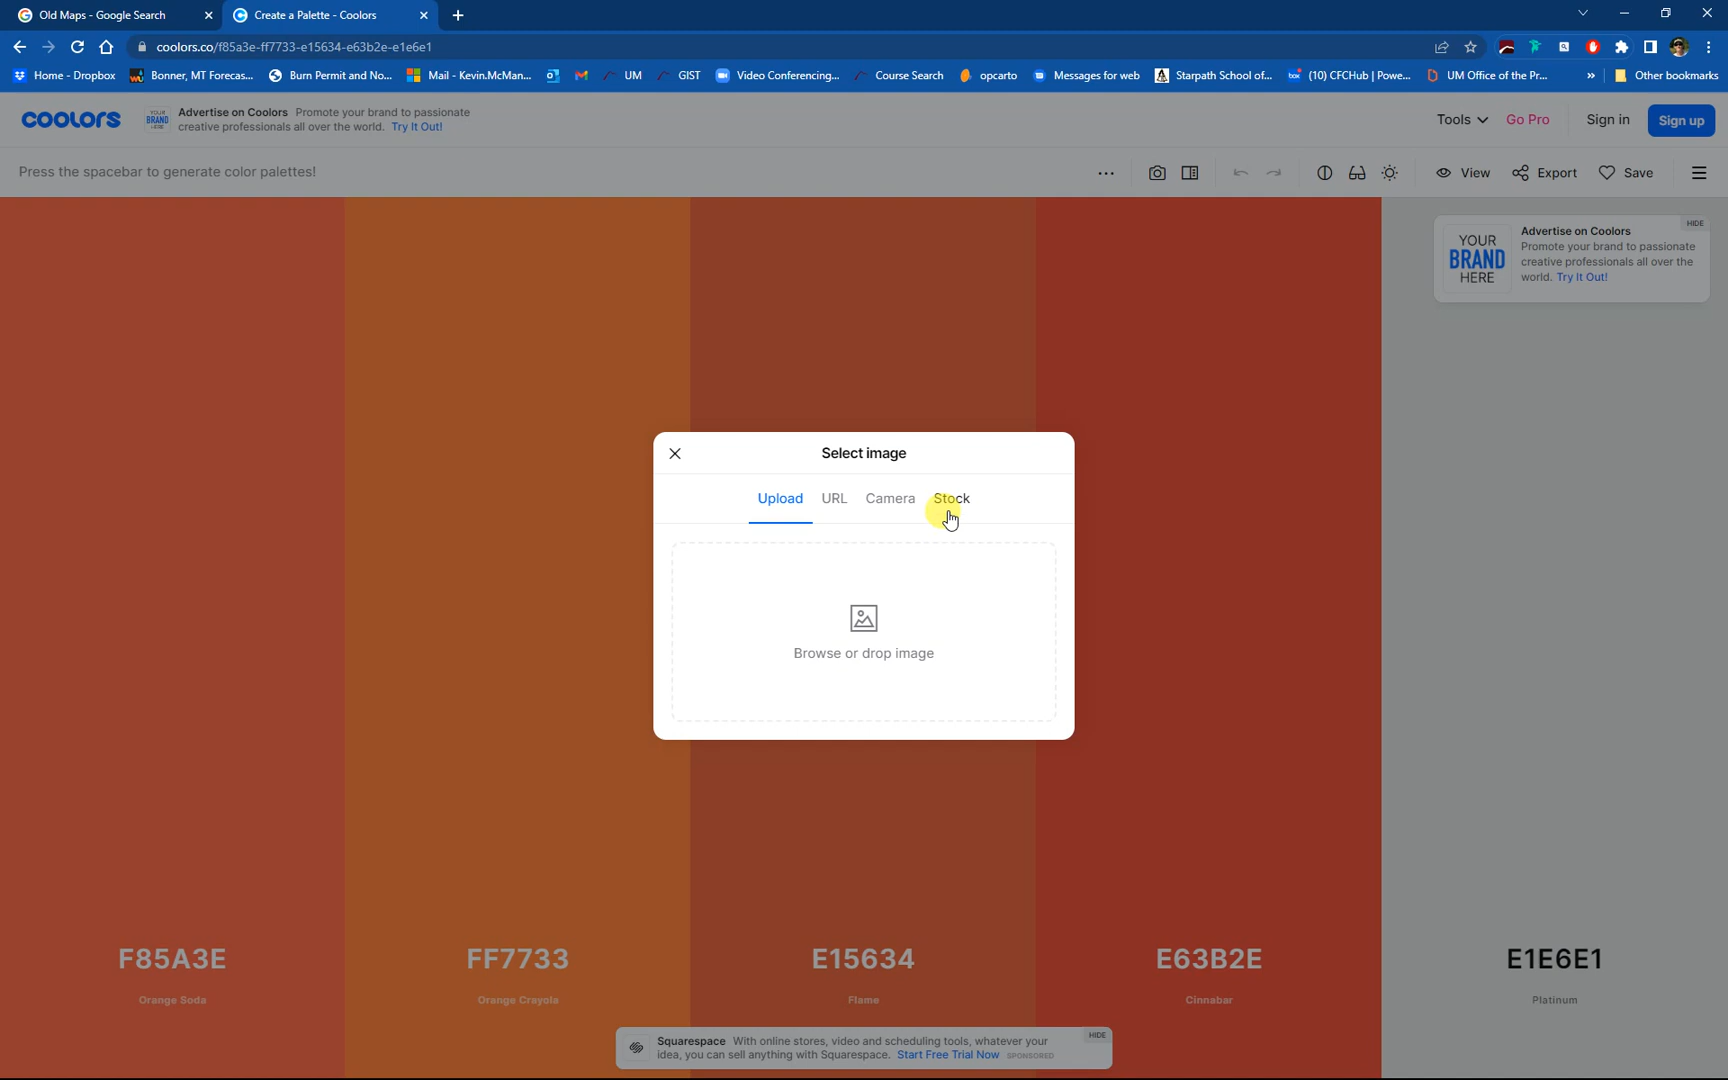 Old Maps - Google Search
Create a Palette - Coolors
coolors.co/f85a3e-ff7733-e15634-e63b2e-e1e6e1
Home - Dropbox
Bonner, MT Forecas...
Burn Permit and No...
Mail - Kevin.McMan...
UM
GIST
Video Conferencing...
Course Search
opcarto
Messages for web
Starpath School of...
(10) CFCHub | Powe...
UM Office of the Pr...
»
Other bookmarks
coolors
YOUR
BRAND
HERE
Advertise on Coolors Promote your brand to passionate
creative professionals all over the world. Try It Out!
Tools
Go Pro
Sign in
Sign up
Press the spacebar to generate color palettes!
View
Export
Save
HIDE
YOUR
BRAND
HERE
Advertise on Coolors
Promote your brand to passionate
creative professionals all over the
world. Try It Out!
Select image
Upload
URL
Camera
Stock
Browse or drop image
F85A3E
FF7733
E15634
E63B2E
E1E6E1
Orange Soda
Orange Crayola
Flame
Cinnabar
Platinum
HIDE
Squarespace With online stores, video and scheduling tools, whatever your
idea, you can sell anything with Squarespace. Start Free Trial Now SPONSORED